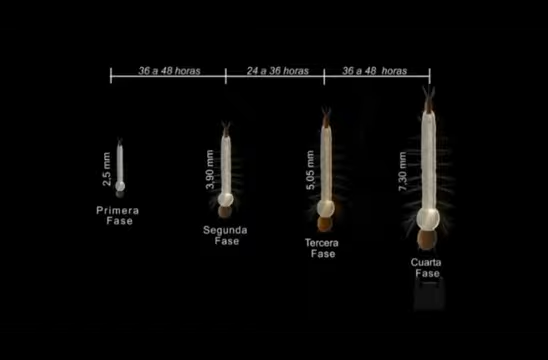 36 a 48 horas
24 a 36 horas
36 a 48 horas
2,5 mm
3,90 mm
5,05 mm
7,30 mm
Primera
Fase
Segunda
Fase
Tercera
Fase
Cuarta
Fase